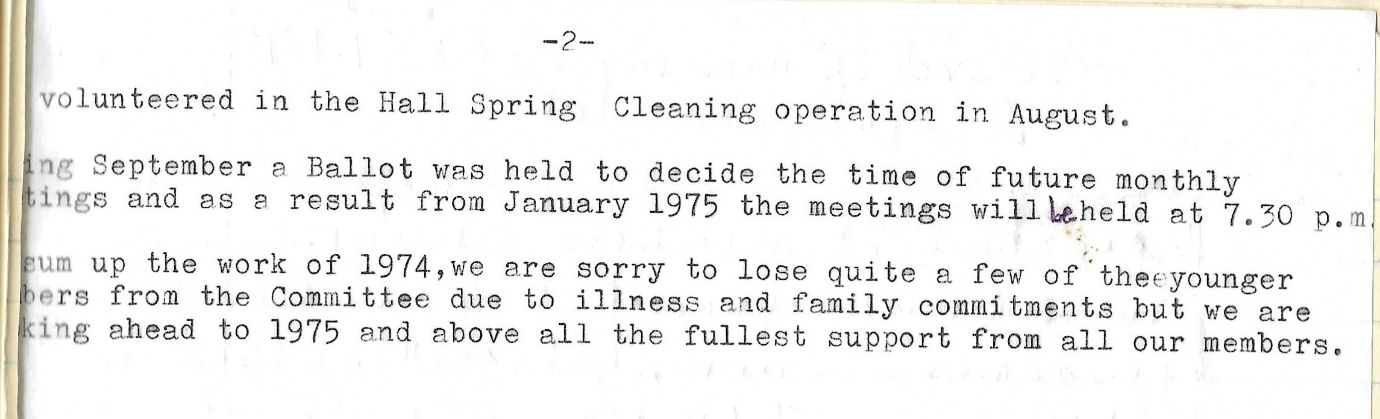 -2-
volunteered in the Hall Spring Cleaning operation in August.
ing September a Ballot was held to decide the time of future monthly
tings and as a result from January 1975 the meetings will be held at 7.30 p.m.
sum up the work of 1974,we are sorry to lose quite a few of theeyounger
bers from the Committee due to illness and family commitments but we are
king ahead to 1975 and above all the fullest support from all our members.